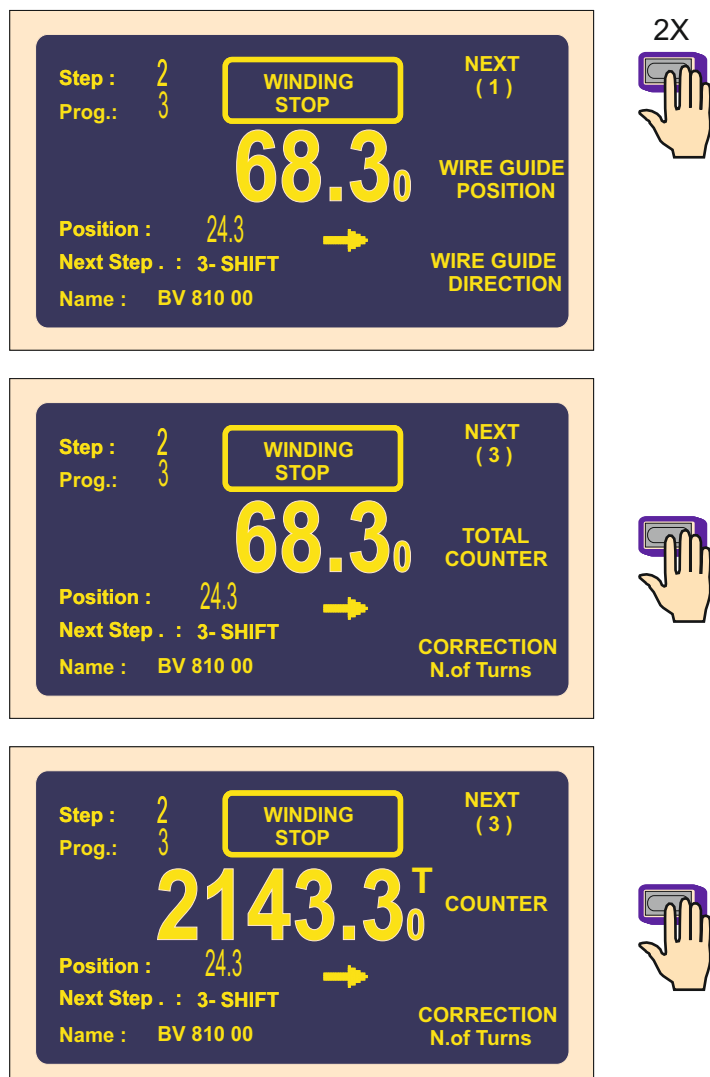 2X
Step : 2
WINDING
STOP
NEXT
( 1 )
Prog.: 3
68.30
WIRE GUIDE
POSITION
Position : 24.3
Next Step . : 3- SHIFT
WIRE GUIDE
DIRECTION
Name : BV 810 00
Step : 2
WINDING
STOP
NEXT
( 3 )
Prog.: 3
68.30
TOTAL
COUNTER
Position : 24.3
Next Step . : 3- SHIFT
CORRECTION
N.of Turns
Name : BV 810 00
Step : 2
WINDING
STOP
NEXT
( 3 )
Prog.: 3
2143.30 T
COUNTER
Position : 24.3
Next Step . : 3- SHIFT
CORRECTION
N.of Turns
Name : BV 810 00